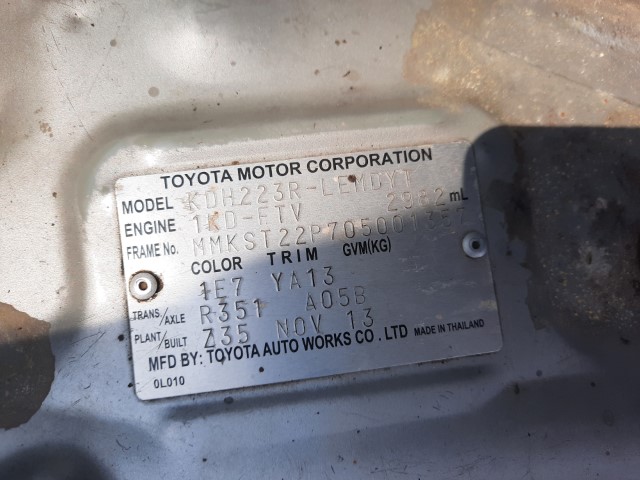 TOYOTA MOTOR CORPORATION
MODEL KDH223R-LEMDYT
ENGINE 1KD-FTV 2982mL
FRAME No.
COLOR TRIM GVM(KG)
1E7 YA13
TRANS/AXLE R351 A05B
PLANT/BUILT Z35 NOV 13
MFD BY: TOYOTA AUTO WORKS CO., LTD MADE IN THAILAND
0L010